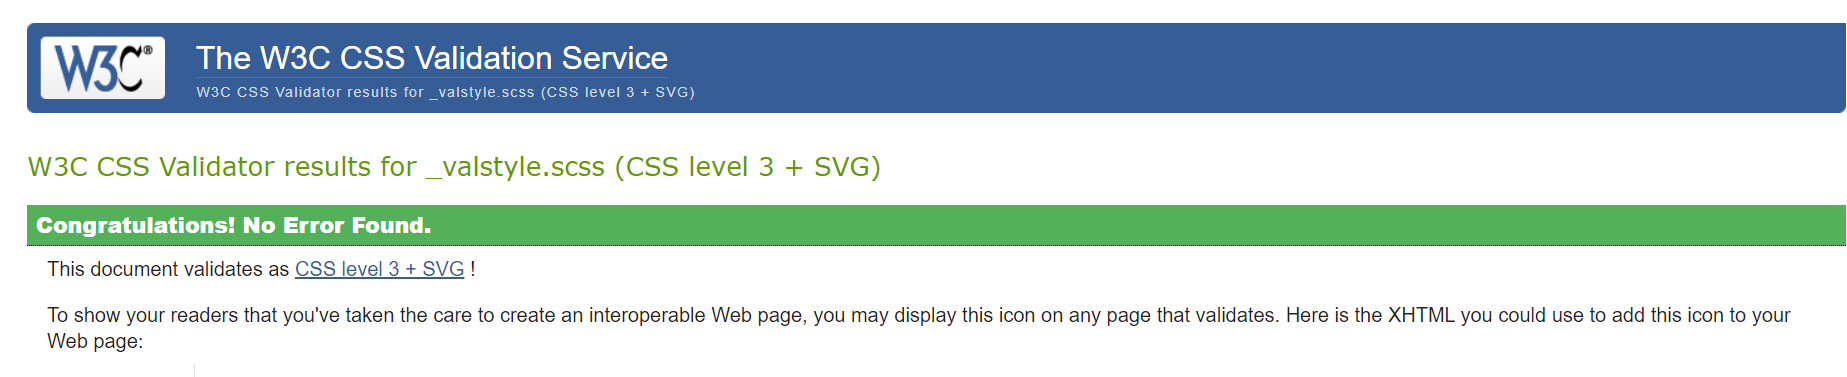 W3C®
The W3C CSS Validation Service
W3C CSS Validator results for _valstyle.scss (CSS level 3 + SVG)
W3C CSS Validator results for _valstyle.scss (CSS level 3 + SVG)
Congratulations! No Error Found.
This document validates as CSS level 3 + SVG !
To show your readers that you've taken the care to create an interoperable Web page, you may display this icon on any page that validates. Here is the XHTML you could use to add this icon to your
Web page: